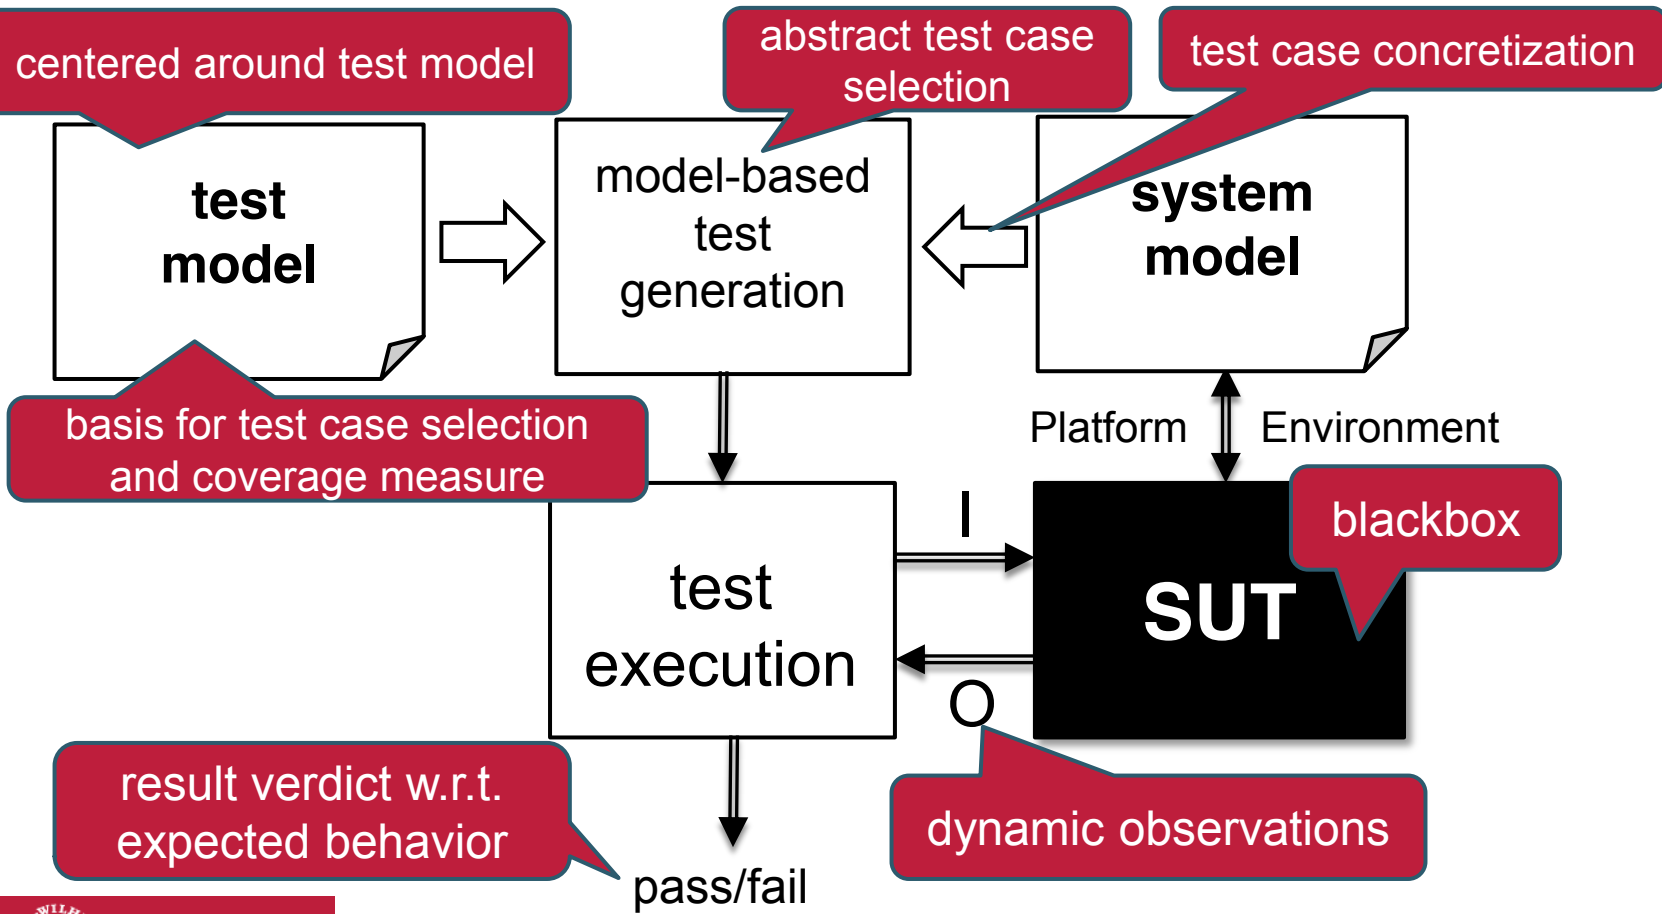 centered around test model
abstract test case
selection
test case concretization
test
model
model-based
test
generation
system
model
basis for test case selection
and coverage measure
Platform
Environment
test
execution
I
O
SUT
blackbox
result verdict w.r.t.
expected behavior
dynamic observations
pass/fail